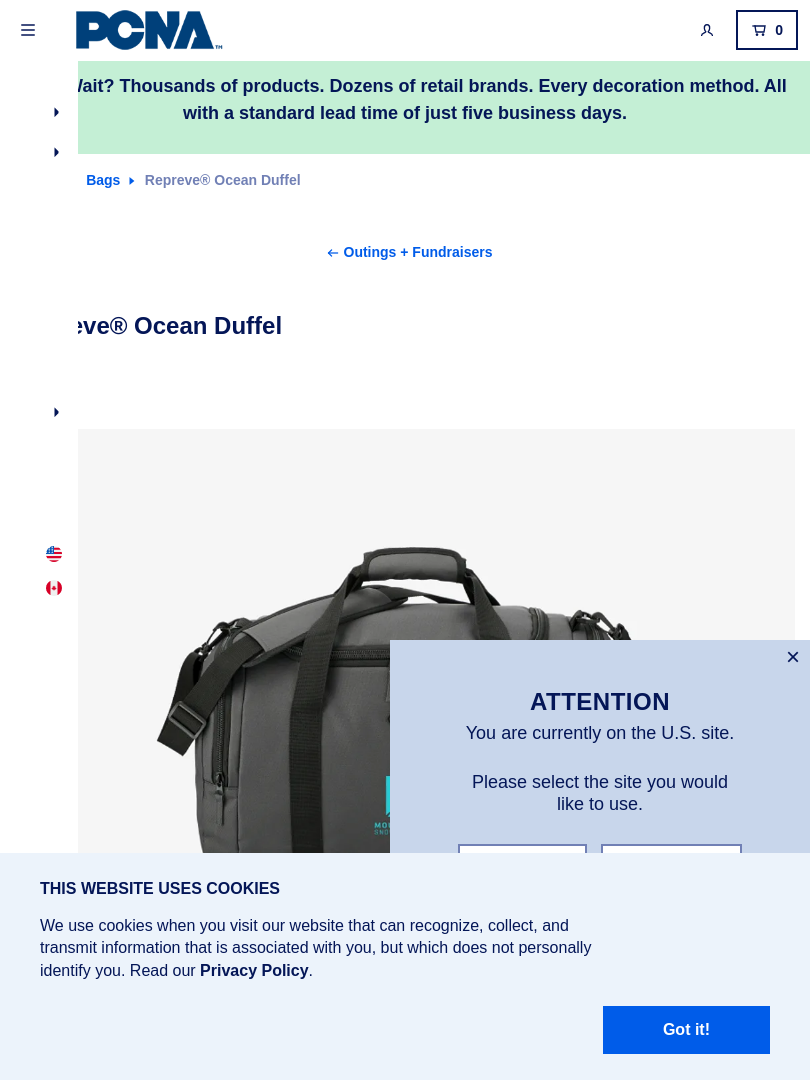 PCNA™
0
Wait? Thousands of products. Dozens of retail brands. Every decoration method. All
with a standard lead time of just five business days.
Bags Repreve® Ocean Duffel
Outings + Fundraisers
eve® Ocean Duffel
ATTENTION
You are currently on the U.S. site.
Please select the site you would
like to use.
THIS WEBSITE USES COOKIES
We use cookies when you visit our website that can recognize, collect, and
transmit information that is associated with you, but which does not personally
identify you. Read our Privacy Policy.
Got it!